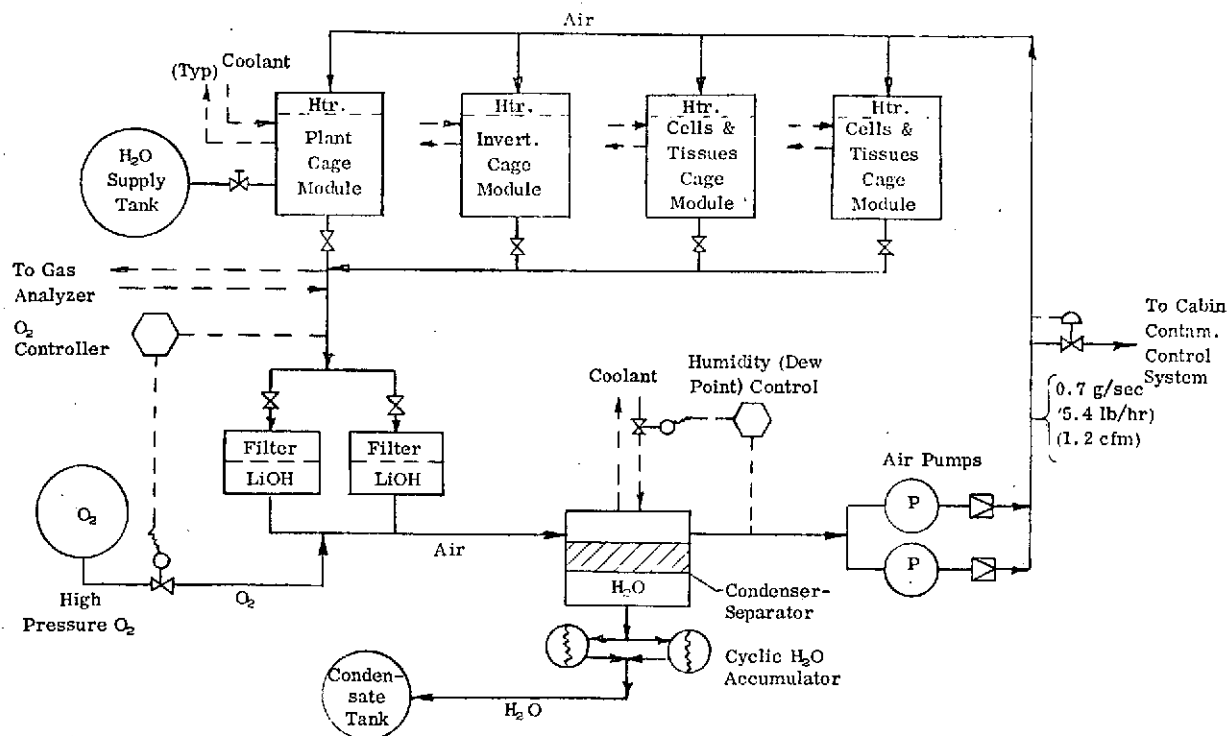 Air
(Typ)
Coolant
Htr.
Plant
Cage
Module
Htr.
Invert.
Cage
Module
Htr.
Cells &
Tissues
Cage
Module
Htr.
Cells &
Tissues
Cage
Module
H₂O
Supply
Tank
To Gas
Analyzer
O₂
Controller
To Cabin
Contam.
Control
System
Coolant
Humidity (Dew
Point) Control
0.7 g/sec
'5.4 lb/hr)
(1.2 cfm)
Filter
LiOH
Filter
LiOH
Air Pumps
P
P
O₂
Air
H₂O
Condenser-
Separator
High
Pressure O₂
O₂
Cyclic H₂O
Accumulator
Conden-
sate
Tank
H₂O